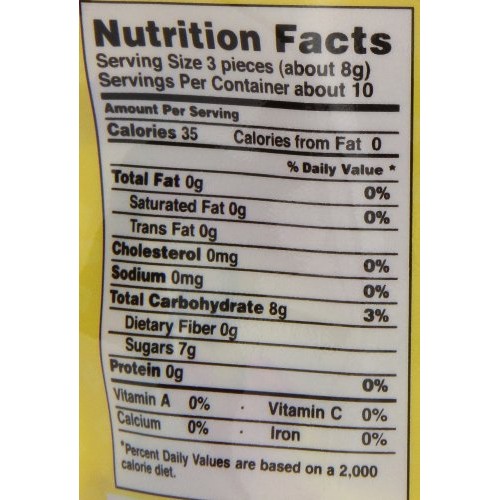 Nutrition Facts
Serving Size 3 pieces (about 8g)
Servings Per Container about 10
Amount Per Serving
Calories 35 Calories from Fat 0
% Daily Value *
Total Fat 0g 0%
Saturated Fat 0g 0%
Trans Fat 0g
Cholesterol 0mg 0%
Sodium 0mg 0%
Total Carbohydrate 8g 3%
Dietary Fiber 0g
Sugars 7g
Protein 0g 0%
Vitamin A 0% · Vitamin C 0%
Calcium 0% · Iron 0%
*Percent Daily Values are based on a 2,000
calorie diet.